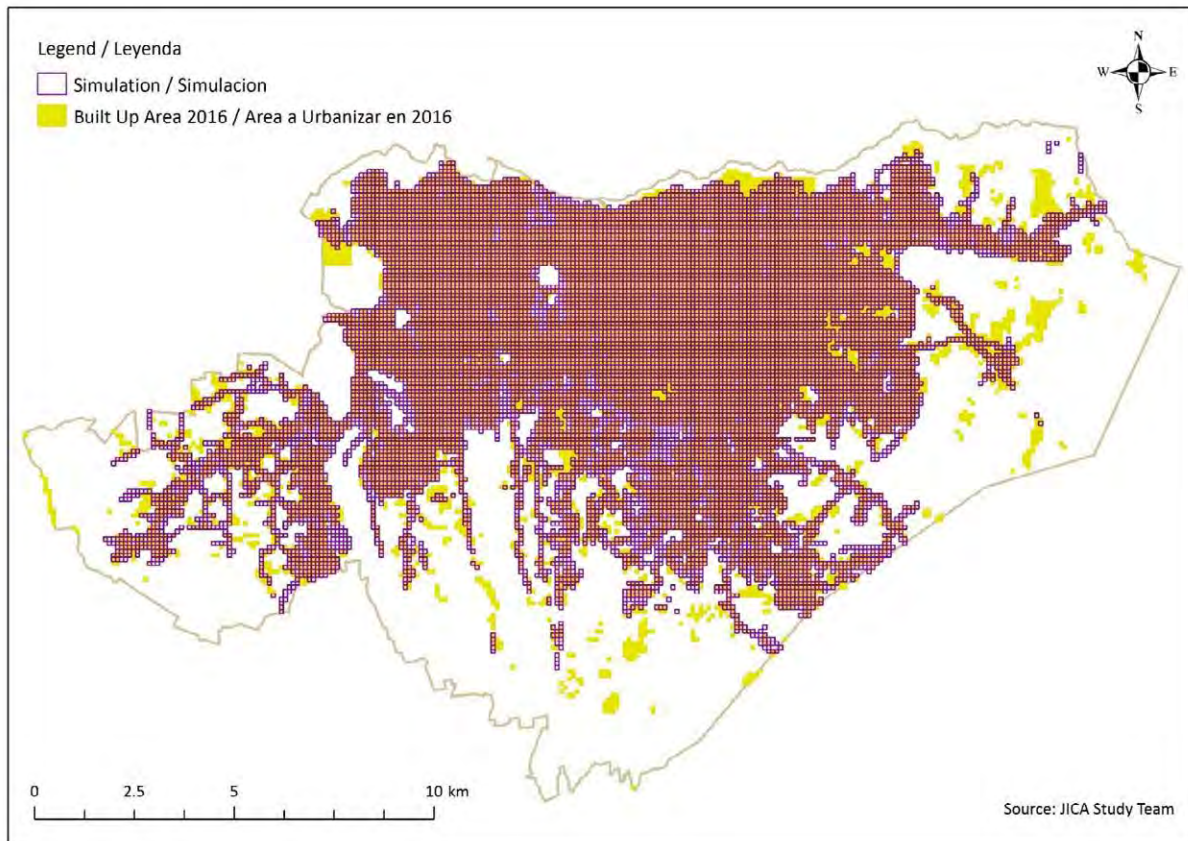 Legend / Leyenda
Simulation / Simulacion
Built Up Area 2016 / Area a Urbanizar en 2016
N
W
E
S
0
2.5
5
10 km
Source: JICA Study Team